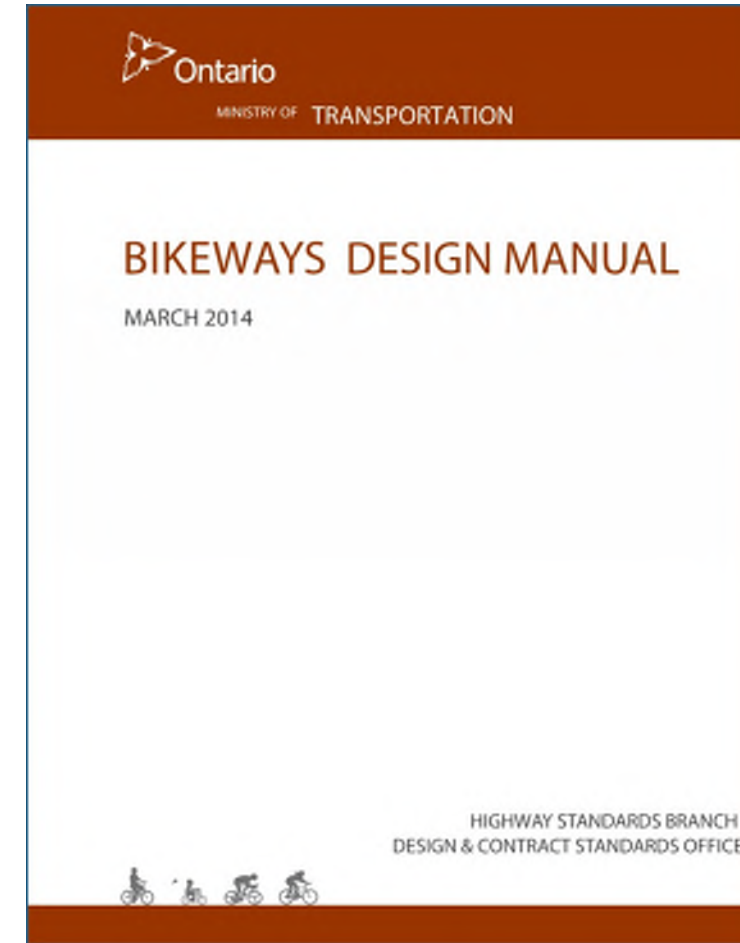 Ontario
MINISTRY OF TRANSPORTATION
BIKEWAYS DESIGN MANUAL
MARCH 2014
HIGHWAY STANDARDS BRANCH
DESIGN & CONTRACT STANDARDS OFFICE